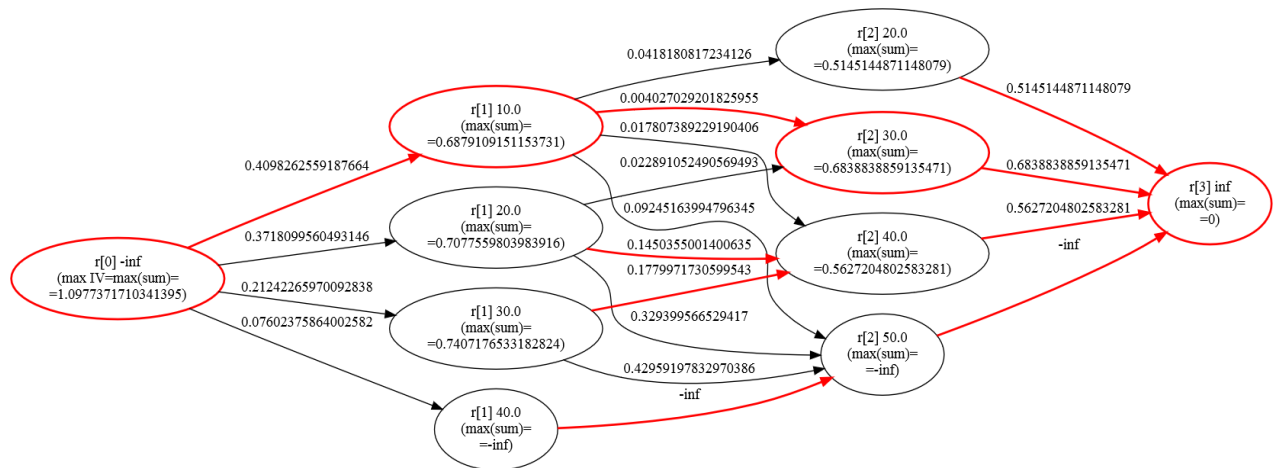 r[2] 20.0
(max(sum)=
=0.5145144871148079)
0.0418180817234126
0.5145144871148079
r[1] 10.0
(max(sum)=
=0.6879109151153731)
0.004027029201825955
0.017807389229190406
r[2] 30.0
(max(sum)=
=0.6838838859135471)
0.4098262559187664
0.022891052490569493
0.6838838859135471
r[3] inf
(max(sum)=
=0)
0.09245163994796345
0.5627204802583281
r[1] 20.0
(max(sum)=
=0.7077559803983916)
0.3718099560493146
0.1450355001400635
r[2] 40.0
(max(sum)=
=0.5627204802583281)
-inf
r[0] -inf
(max IV=max(sum)=
=1.0977371710341395)
0.1779971730599543
0.21242265970092838
r[1] 30.0
(max(sum)=
=0.7407176533182824)
0.329399566529417
0.07602375864002582
r[2] 50.0
(max(sum)=
=-inf)
0.42959197832970386
-inf
r[1] 40.0
(max(sum)=
=-inf)